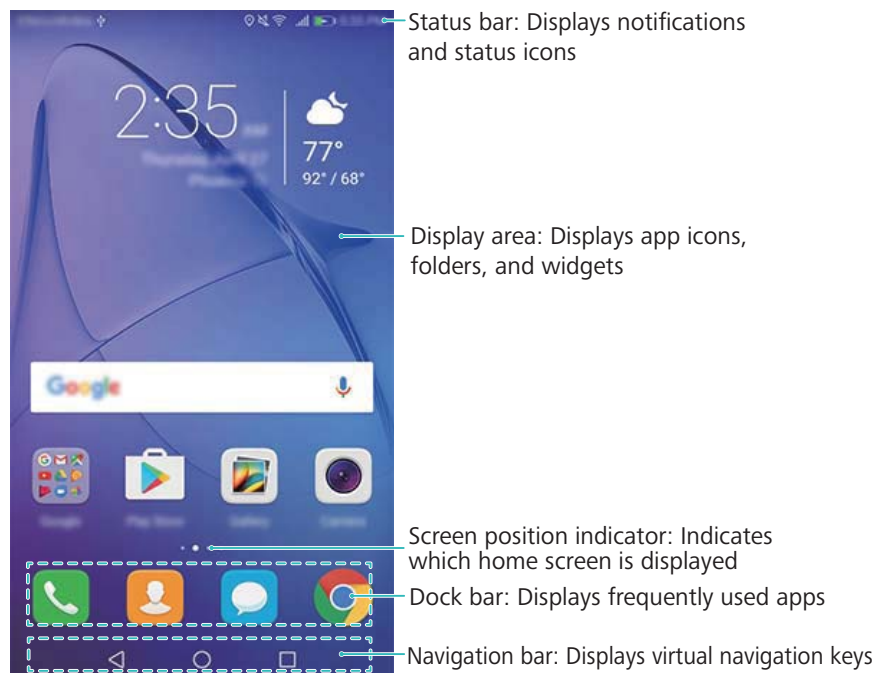 Status bar: Displays notifications
and status icons
2:35
77°
92° / 68°
Display area: Displays app icons,
folders, and widgets
Google
Screen position indicator: Indicates
which home screen is displayed
Dock bar: Displays frequently used apps
Navigation bar: Displays virtual navigation keys